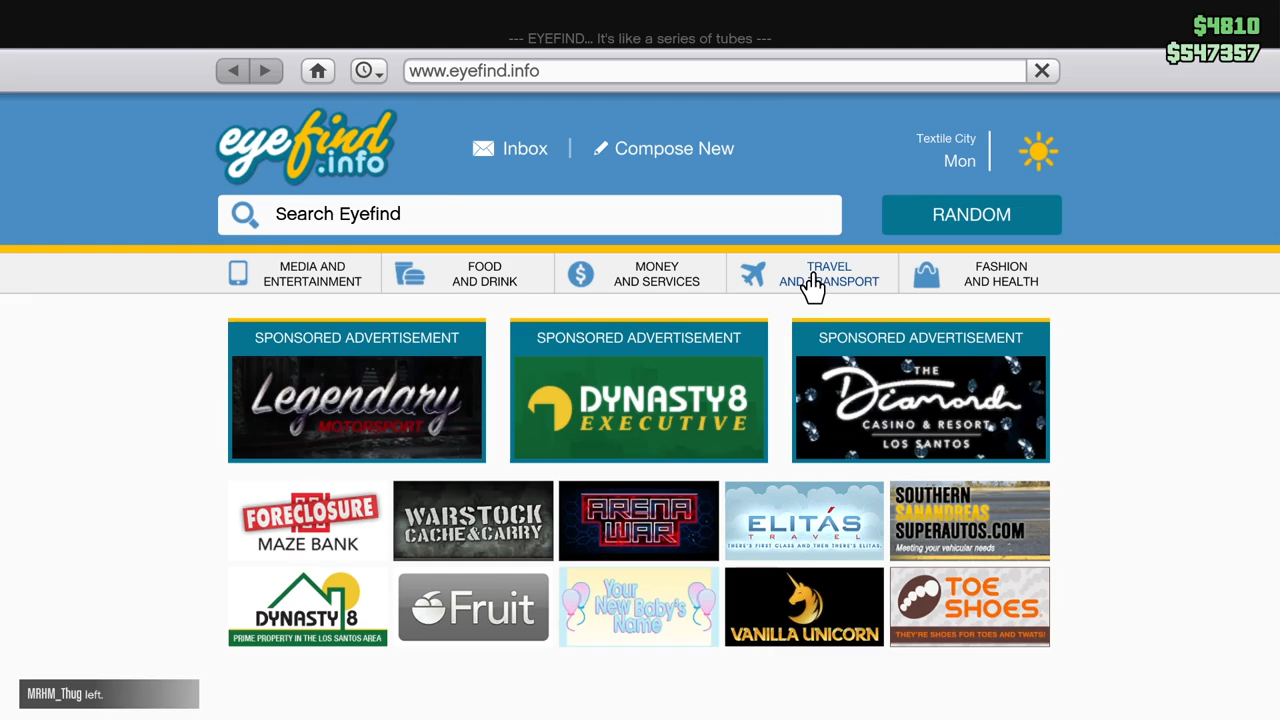 --- EYEFIND... It's like a series of tubes ---
$4810
$547357
www.eyefind.info
eyefind
.info
Inbox
Compose New
Textile City
Mon
Search Eyefind
RANDOM
MEDIA AND
ENTERTAINMENT
FOOD
AND DRINK
MONEY
AND SERVICES
TRAVEL
AND TRANSPORT
FASHION
AND HEALTH
SPONSORED ADVERTISEMENT
Legendary
MOTORSPORT
SPONSORED ADVERTISEMENT
DYNASTY8
EXECUTIVE
SPONSORED ADVERTISEMENT
THE
Diamond
CASINO & RESORT
LOS SANTOS
FORECLOSURE
MAZE BANK
WARSTOCK
CACHE&CARRY
ARENA
WAR
ELITÁS
TRAVEL
THERE'S FIRST CLASS AND THEN THERE'S ELITAS.
SOUTHERN
SANANDREAS
SUPERAUTOS.COM
Meeting your vehicular needs
DYNASTY 8
PRIME PROPERTY IN THE LOS SANTOS AREA
Fruit
Your
New Baby's
Name
VANILLA UNICORN
TOE
SHOES.
THEY'RE SHOES FOR TOES AND TWATS!
MRHM_Thug left.